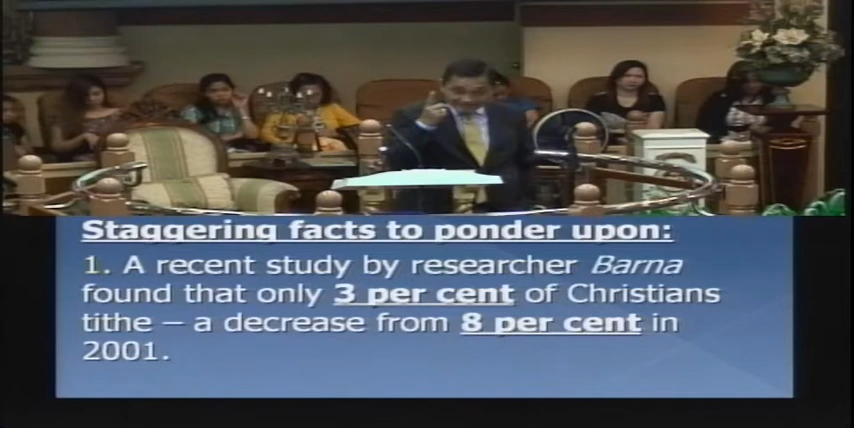 Staggering facts to ponder upon:
1. A recent study by researcher Barna
found that only 3 per cent of Christians
tithe – a decrease from 8 per cent in
2001.